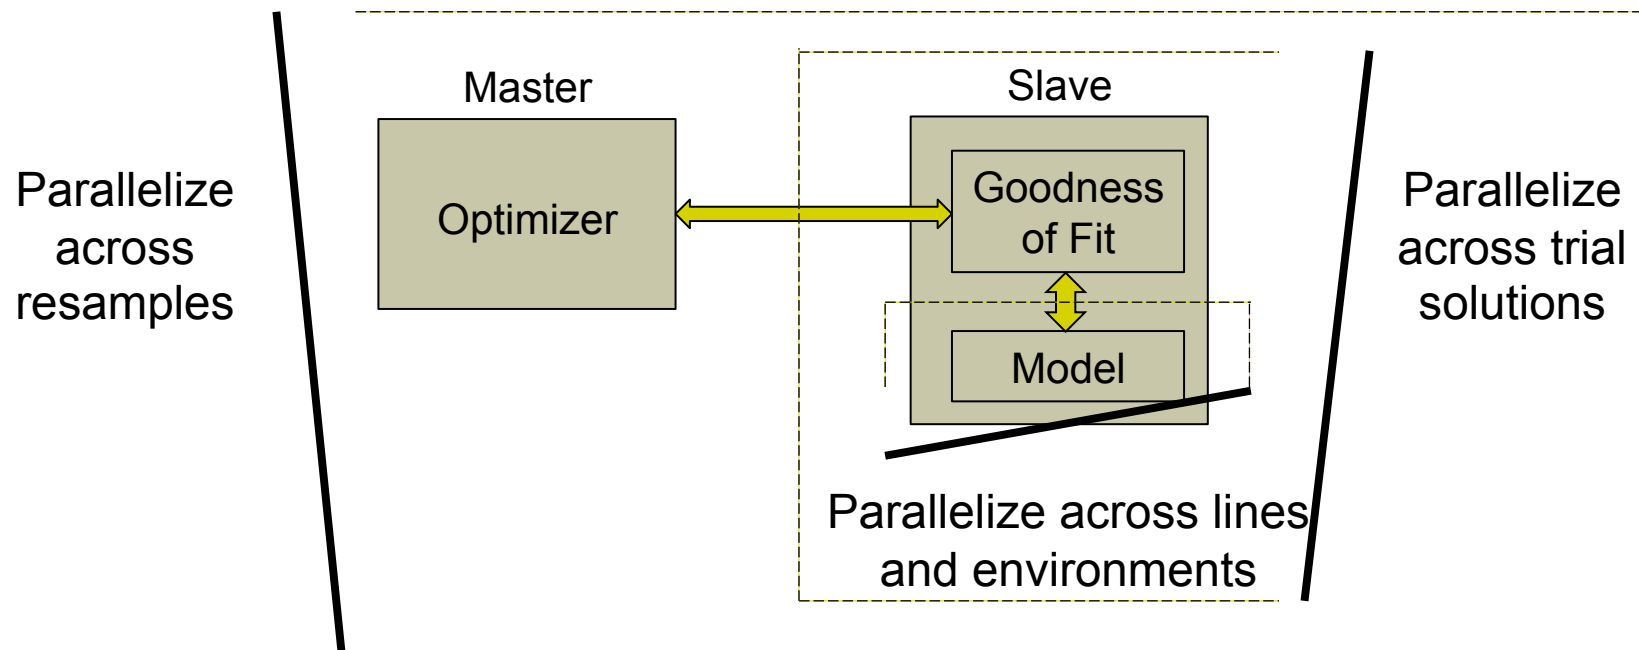 Parallelize
across
resamples
Master
Optimizer
Slave
Goodness
of Fit
Model
Parallelize across lines
and environments
Parallelize
across trial
solutions